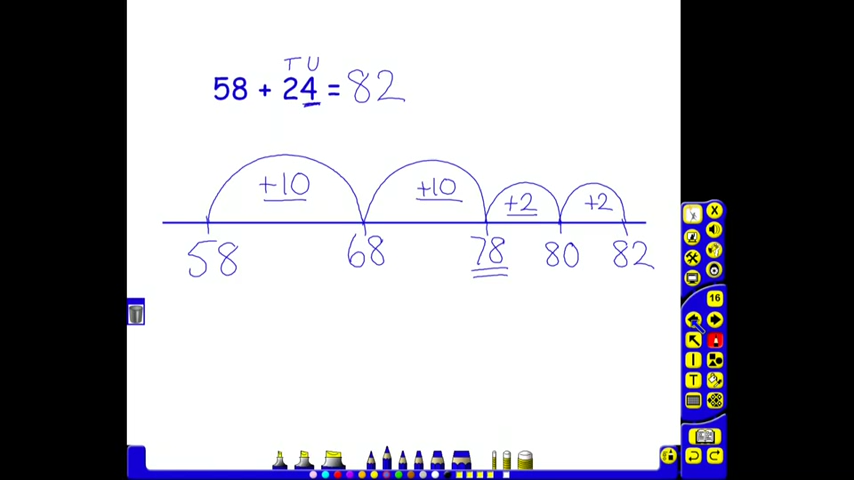 T U
58 + 24 = 82
+10 +10 +2 +2
58 68 78 80 82
X
16
T